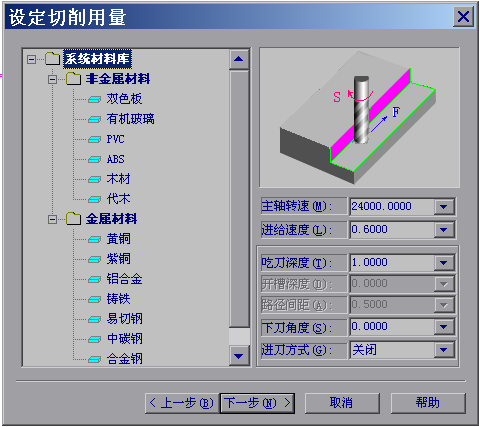 设定切削用量
系统材料库
非金属材料
双色板
有机玻璃
PVC
ABS
木材
代木
金属材料
黄铜
紫铜
铝合金
铸铁
易切钢
中碳钢
合金钢
S
F
主轴转速(M): 24000.0000
进给速度(L): 0.6000
吃刀深度(T): 1.0000
开槽深度(D): 0.0000
路径间距(A): 0.5000
下刀角度(S): 0.0000
进刀方式(G): 关闭
< 上一步(B) 下一步(N) > 取消 帮助